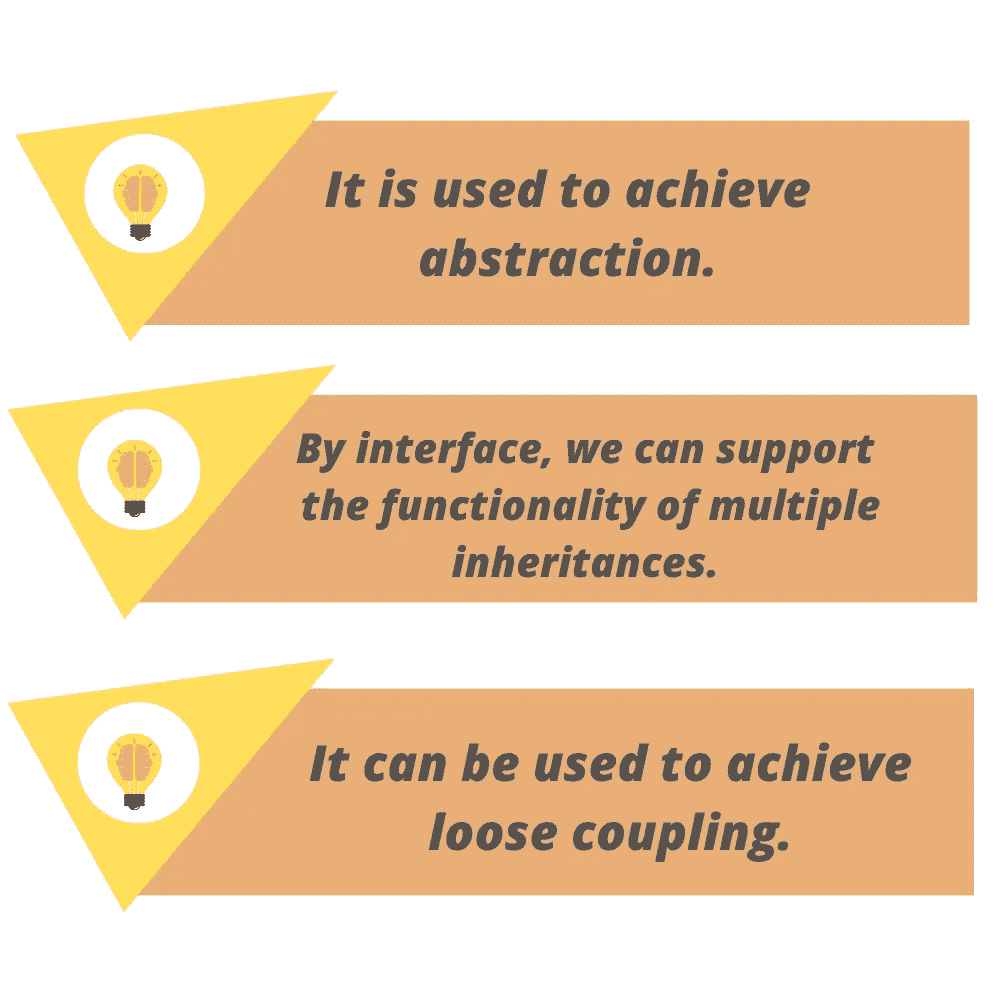 It is used to achieve
abstraction.
By interface, we can support
the functionality of multiple
inheritances.
It can be used to achieve
loose coupling.